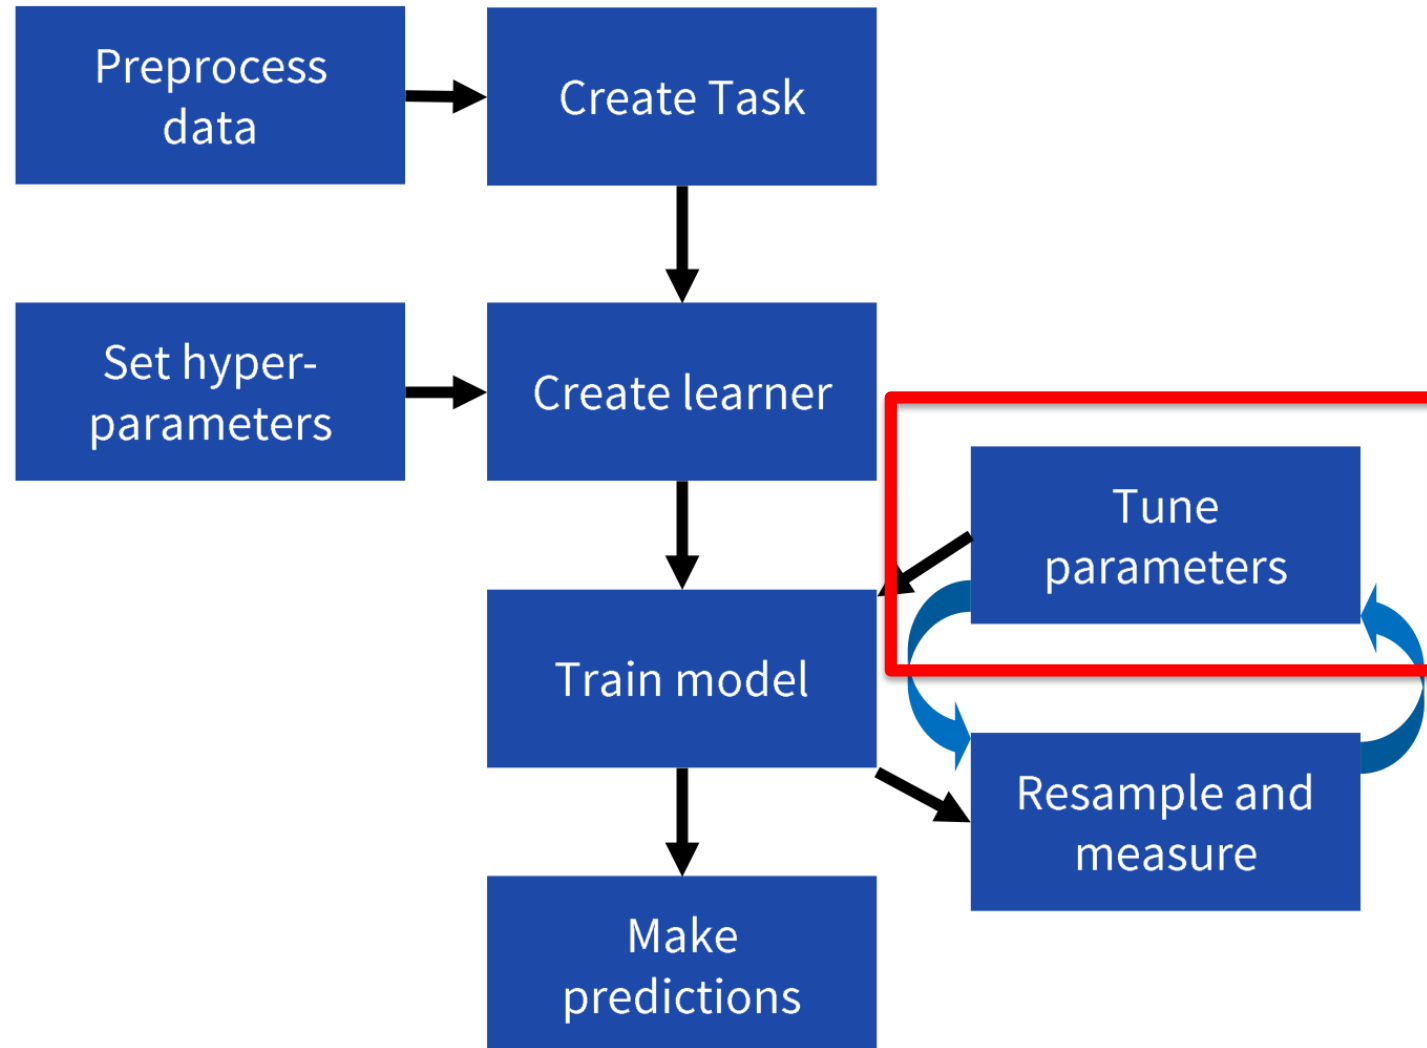 Preprocess
data
Create Task
Set hyper-
parameters
Create learner
Tune
parameters
Train model
Resample and
measure
Make
predictions